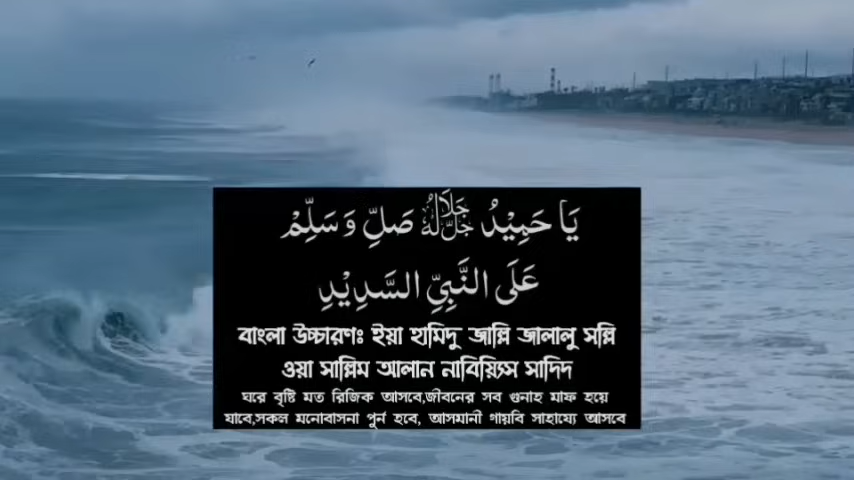 يَا حَمِيْدُ جَلَّ جَلَالُهُ صَلِّ وَسَلِّمْ
عَلَى النَّبِيِّ السَّدِيْدِ
বাংলা উচ্চারণঃ ইয়া হামিদু জাল্লি জালালু সল্লি
ওয়া সাল্লিম আলান নাবিয়্যিস সাদিদ
ঘরে বৃষ্টি মত রিজিক আসবে,জীবনের সব গুনাহ মাফ হয়ে
যাবে,সকল মনোবাসনা পুর্ন হবে, আসমানী গায়বি সাহায্যে আসবে